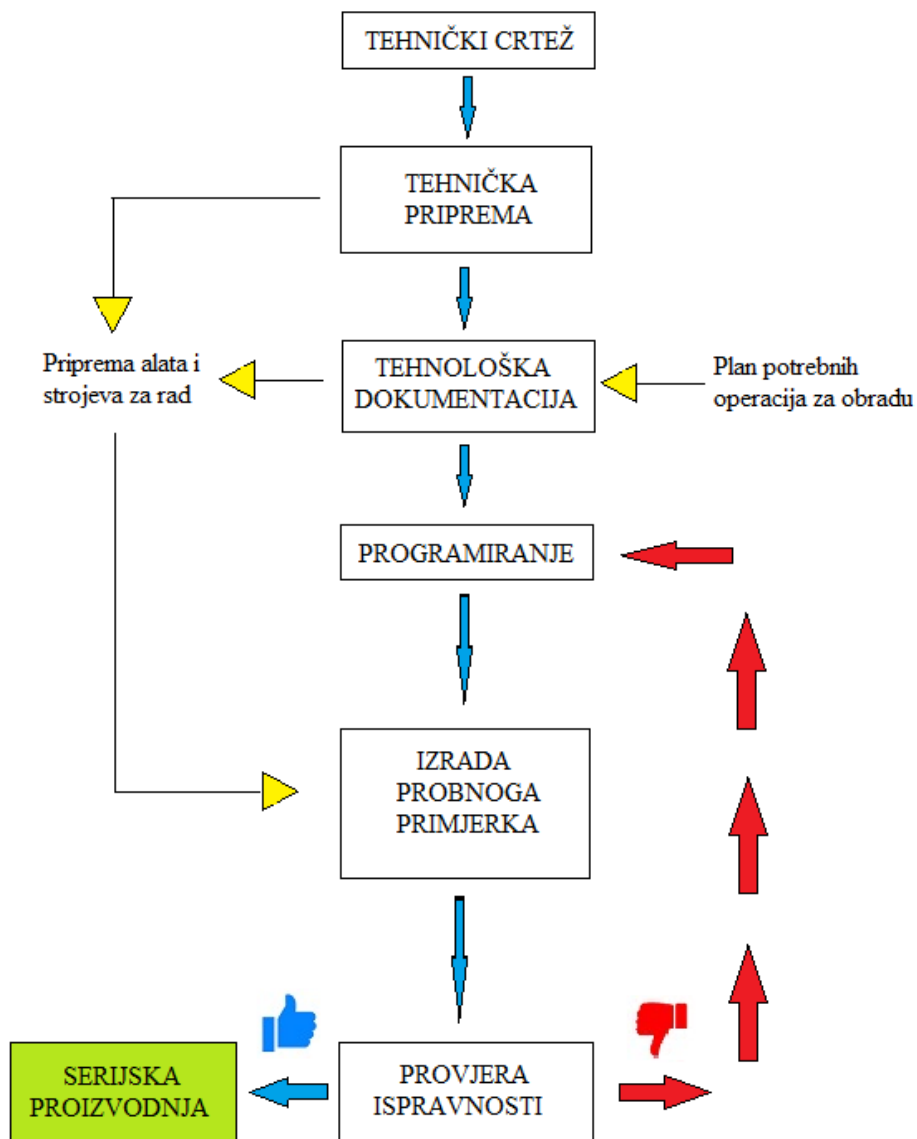 TEHNIČKI CRTEŽ
TEHNIČKA
PRIPREMA
Priprema alata i
strojeva za rad
TEHNOLOŠKA
DOKUMENTACIJA
Plan potrebnih
operacija za obradu
PROGRAMIRANJE
IZRADA
PROBNOGA
PRIMJERKA
SERIJSKA
PROIZVODNJA
PROVJERA
ISPRAVNOSTI